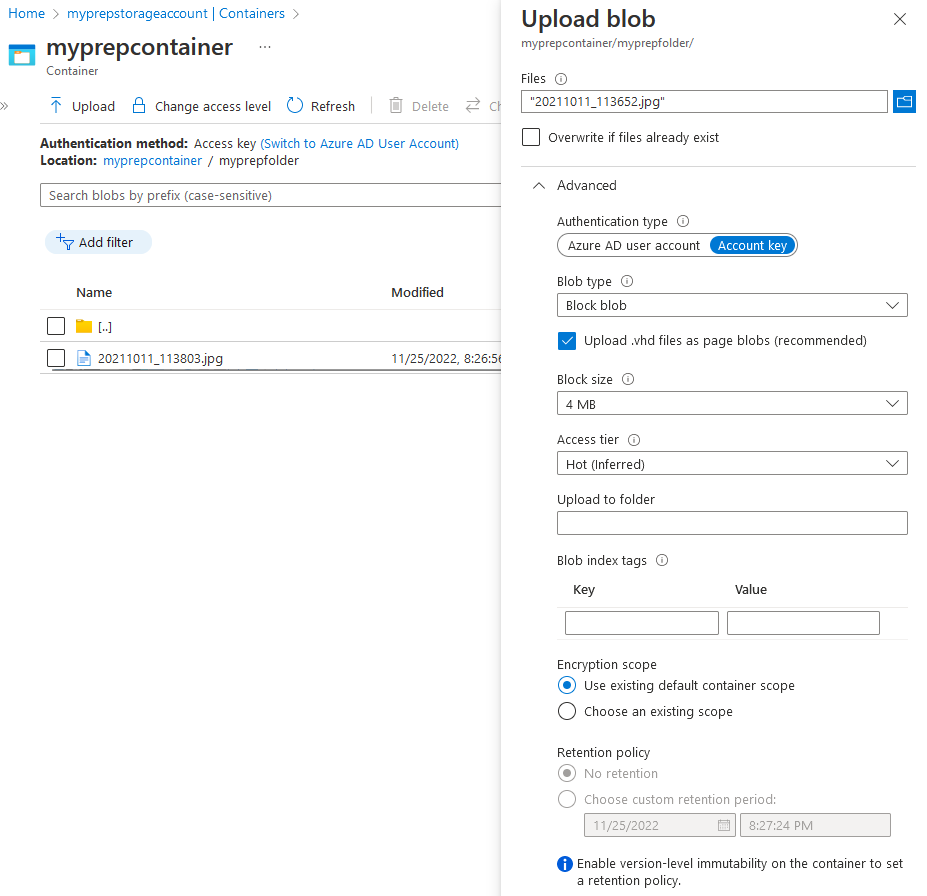 Home > myprepstorageaccount | Containers >
myprepcontainer ...
Container
Upload Change access level Refresh Delete Ch
Authentication method: Access key (Switch to Azure AD User Account)
Location: myprepcontainer / myprepfolder
Search blobs by prefix (case-sensitive)
Add filter
Name Modified
[..]
20211011_113803.jpg 11/25/2022, 8:26:56
Upload blob
myprepcontainer/myprepfolder/
Files
"20211011_113652.jpg"
Overwrite if files already exist
Advanced
Authentication type
Azure AD user account Account key
Blob type
Block blob
Upload .vhd files as page blobs (recommended)
Block size
4 MB
Access tier
Hot (Inferred)
Upload to folder
Blob index tags
Key Value
Encryption scope
Use existing default container scope
Choose an existing scope
Retention policy
No retention
Choose custom retention period:
11/25/2022 8:27:24 PM
Enable version-level immutability on the container to set
a retention policy.